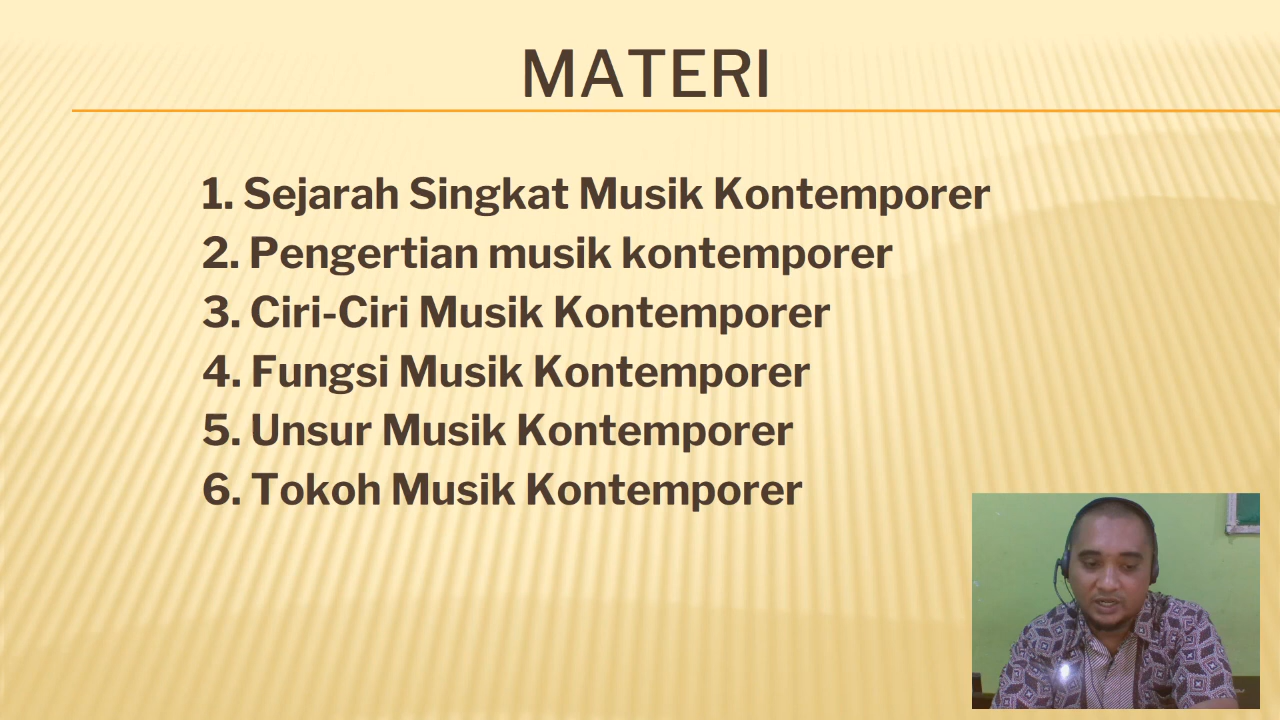 MATERI
1. Sejarah Singkat Musik Kontemporer
2. Pengertian musik kontemporer
3. Ciri-Ciri Musik Kontemporer
4. Fungsi Musik Kontemporer
5. Unsur Musik Kontemporer
6. Tokoh Musik Kontemporer